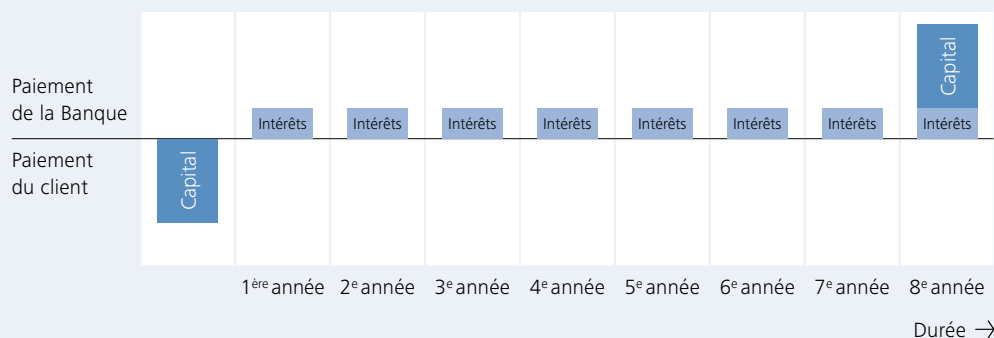 Capital
Paiement
de la Banque
Intérêts Intérêts Intérêts Intérêts Intérêts Intérêts Intérêts Intérêts
Paiement
du client
Capital
1ère année 2e année 3e année 4e année 5e année 6e année 7e année 8e année
Durée →